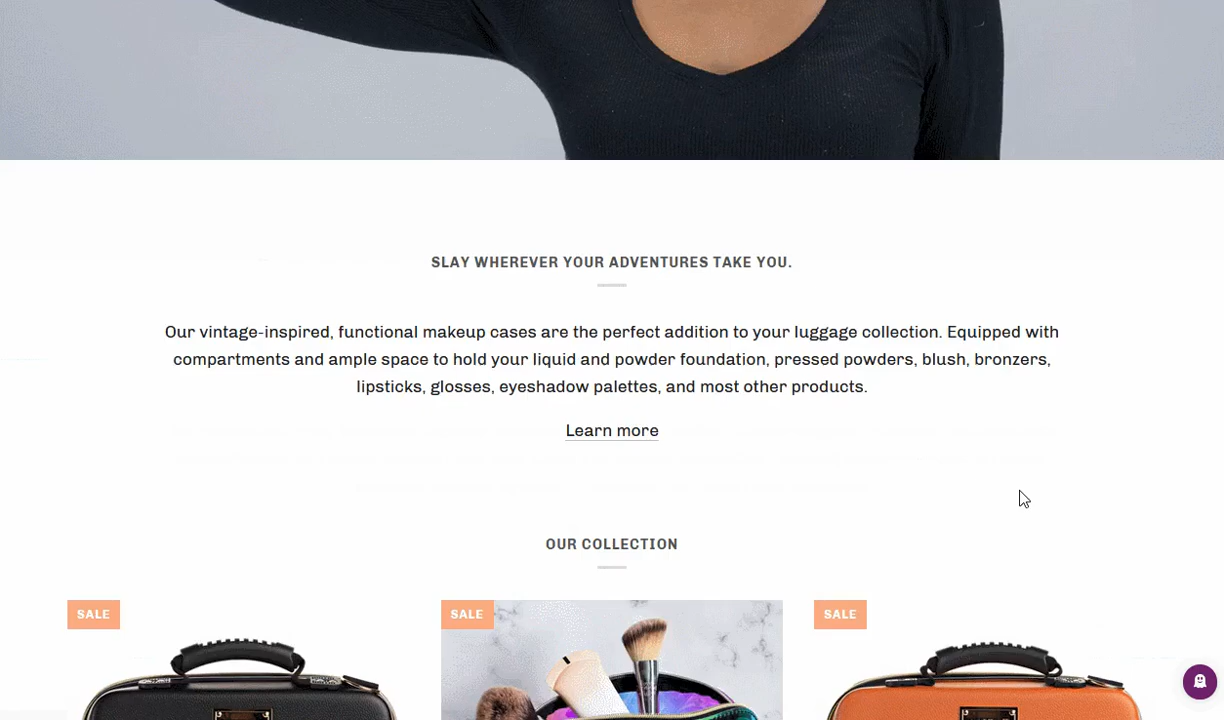 SLAY WHEREVER YOUR ADVENTURES TAKE YOU.
Our vintage-inspired, functional makeup cases are the perfect addition to your luggage collection. Equipped with
compartments and ample space to hold your liquid and powder foundation, pressed powders, blush, bronzers,
lipsticks, glosses, eyeshadow palettes, and most other products.
Learn more
OUR COLLECTION
SALE
SALE
SALE